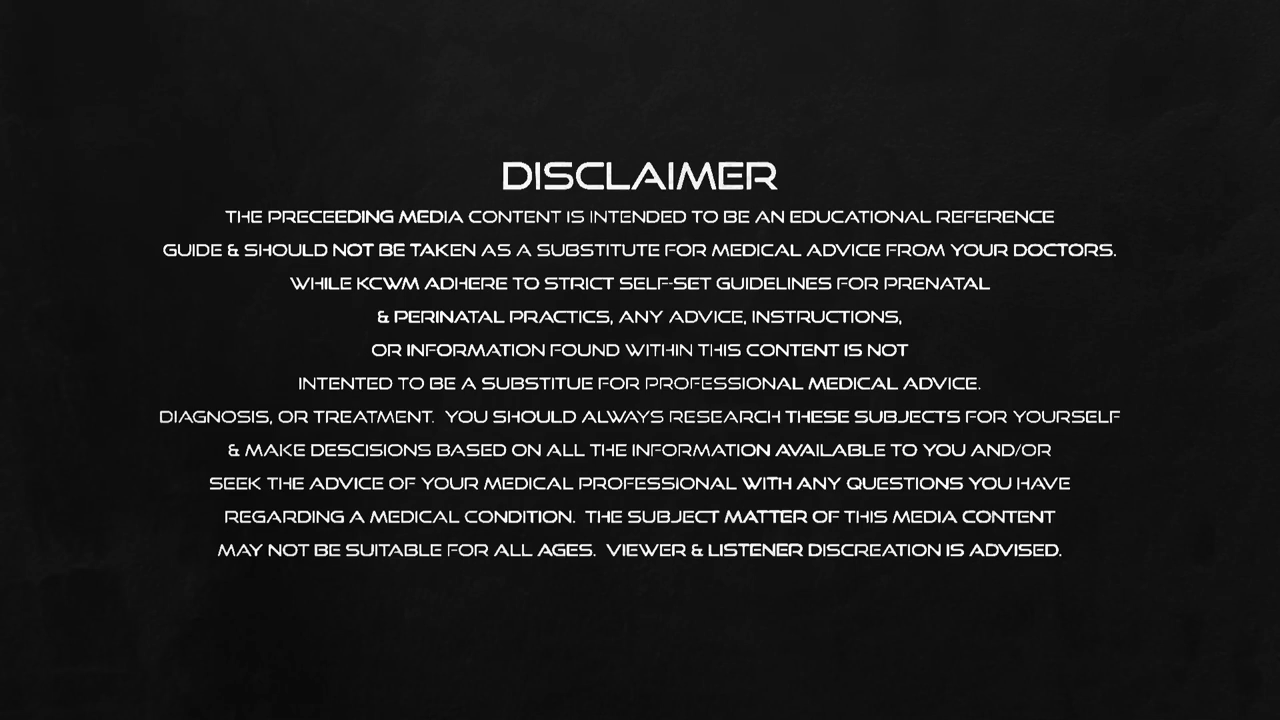 DISCLAIMER
THE PRECEEDING MEDIA CONTENT IS INTENDED TO BE AN EDUCATIONAL REFERENCE
GUIDE & SHOULD NOT BE TAKEN AS A SUBSTITUTE FOR MEDICAL ADVICE FROM YOUR DOCTORS.
WHILE KCWM ADHERE TO STRICT SELF-SET GUIDELINES FOR PRENATAL
& PERINATAL PRACTICS, ANY ADVICE, INSTRUCTIONS,
OR INFORMATION FOUND WITHIN THIS CONTENT IS NOT
INTENTED TO BE A SUBSTITUE FOR PROFESSIONAL MEDICAL ADVICE.
DIAGNOSIS, OR TREATMENT. YOU SHOULD ALWAYS RESEARCH THESE SUBJECTS FOR YOURSELF
& MAKE DESCISIONS BASED ON ALL THE INFORMATION AVAILABLE TO YOU AND/OR
SEEK THE ADVICE OF YOUR MEDICAL PROFESSIONAL WITH ANY QUESTIONS YOU HAVE
REGARDING A MEDICAL CONDITION. THE SUBJECT MATTER OF THIS MEDIA CONTENT
MAY NOT BE SUITABLE FOR ALL AGES. VIEWER & LISTENER DISCREATION IS ADVISED.